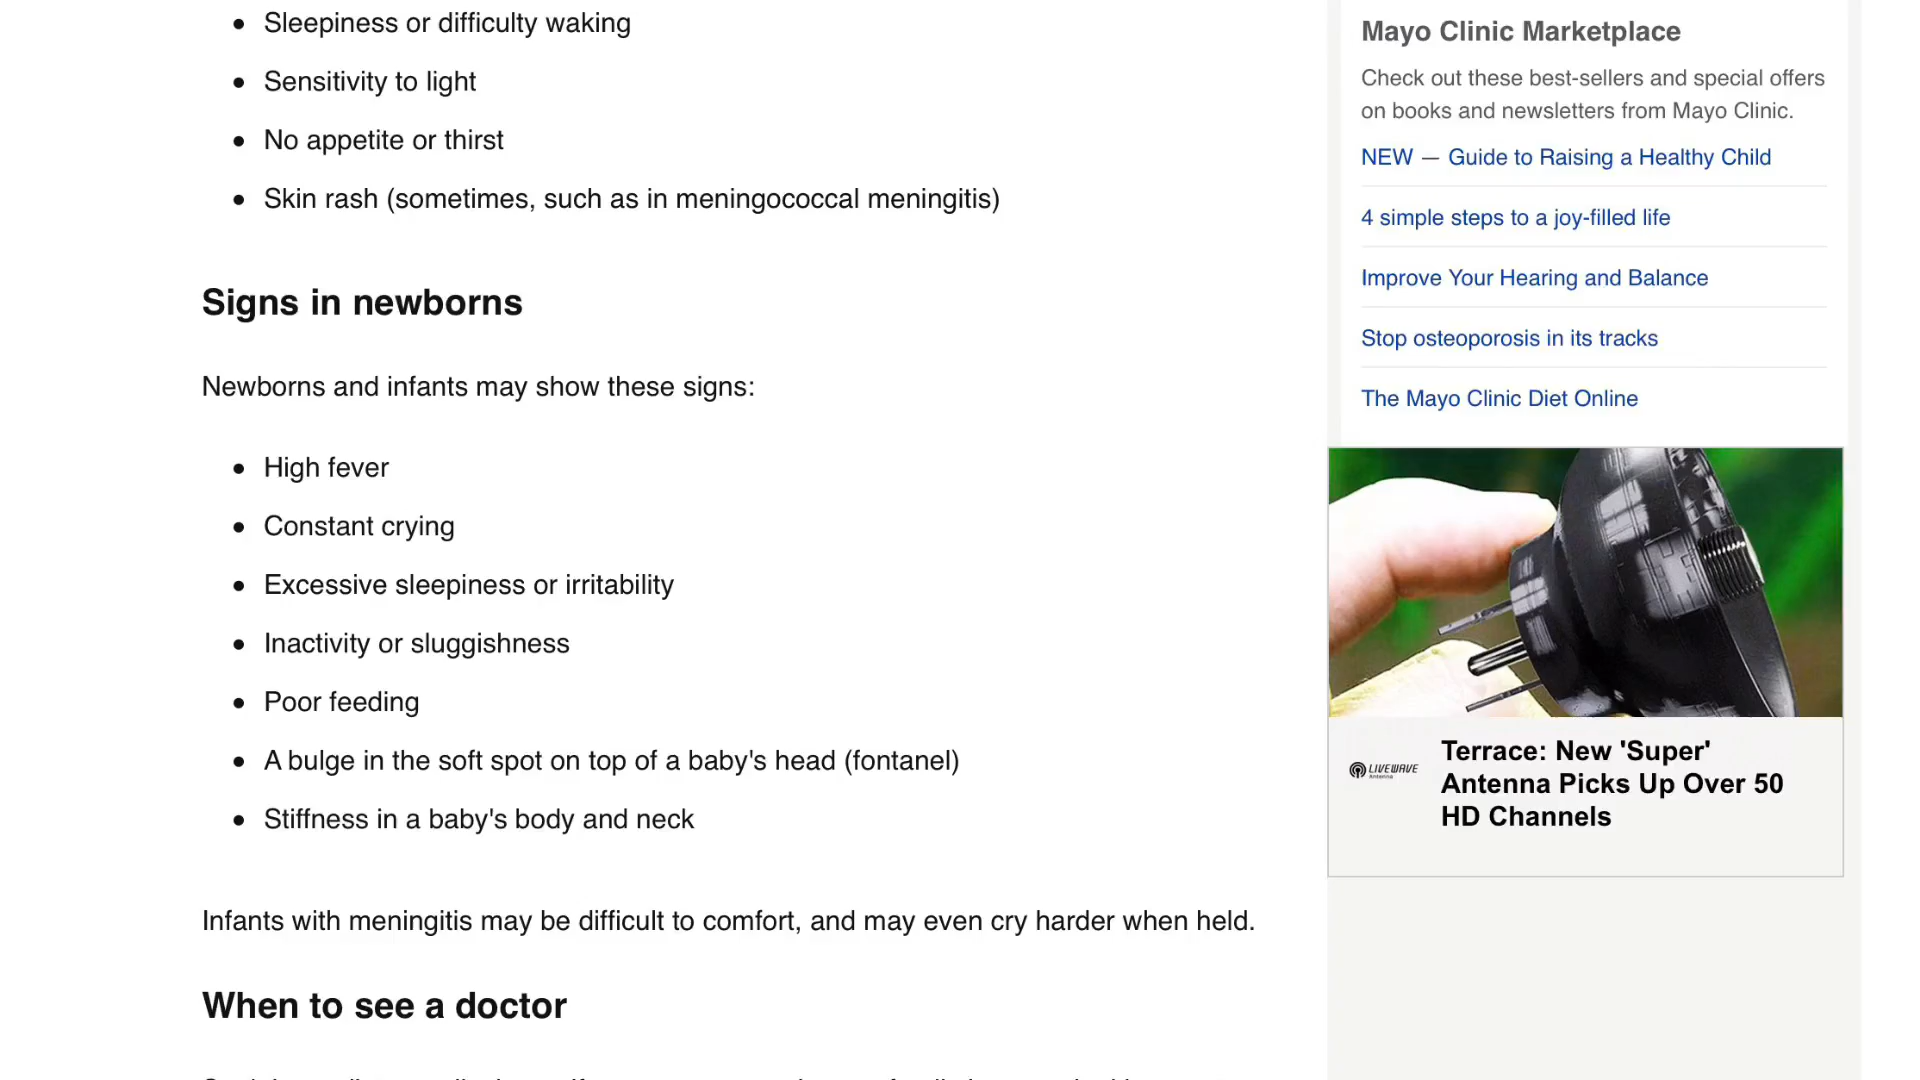 Sleepiness or difficulty waking
Sensitivity to light
No appetite or thirst
Skin rash (sometimes, such as in meningococcal meningitis)
Signs in newborns
Newborns and infants may show these signs:
High fever
Constant crying
Excessive sleepiness or irritability
Inactivity or sluggishness
Poor feeding
A bulge in the soft spot on top of a baby's head (fontanel)
Stiffness in a baby's body and neck
Infants with meningitis may be difficult to comfort, and may even cry harder when held.
When to see a doctor
Mayo Clinic Marketplace
Check out these best-sellers and special offers
on books and newsletters from Mayo Clinic.
NEW — Guide to Raising a Healthy Child
4 simple steps to a joy-filled life
Improve Your Hearing and Balance
Stop osteoporosis in its tracks
The Mayo Clinic Diet Online
LIVEWAVE
Antenna
Terrace: New 'Super'
Antenna Picks Up Over 50
HD Channels